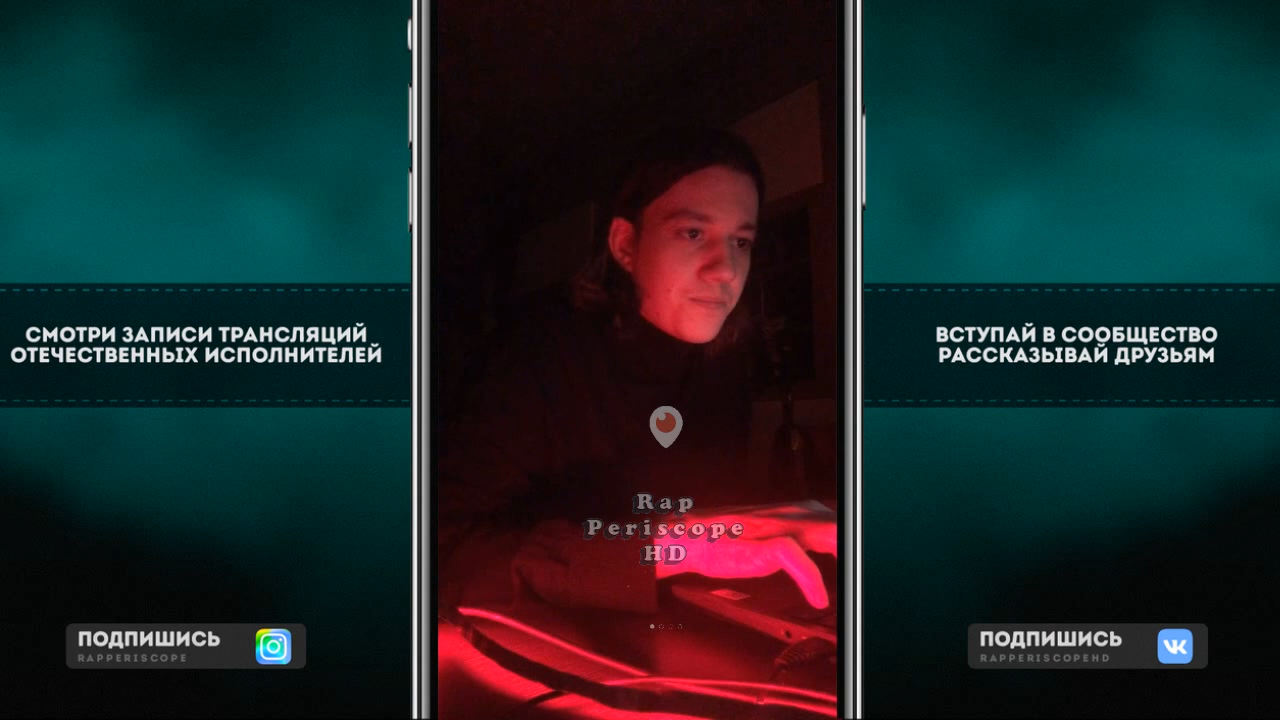 СМОТРИ ЗАПИСИ ТРАНСЛЯЦИЙ
ОТЕЧЕСТВЕННЫХ ИСПОЛНИТЕЛЕЙ
ВСТУПАЙ В СООБЩЕСТВО
РАССКАЗЫВАЙ ДРУЗЬЯМ
Rap
Periscope
HD
ПОДПИШИСЬ
RAPPERISCOPE
ПОДПИШИСЬ
RAPPERISCOPEHD